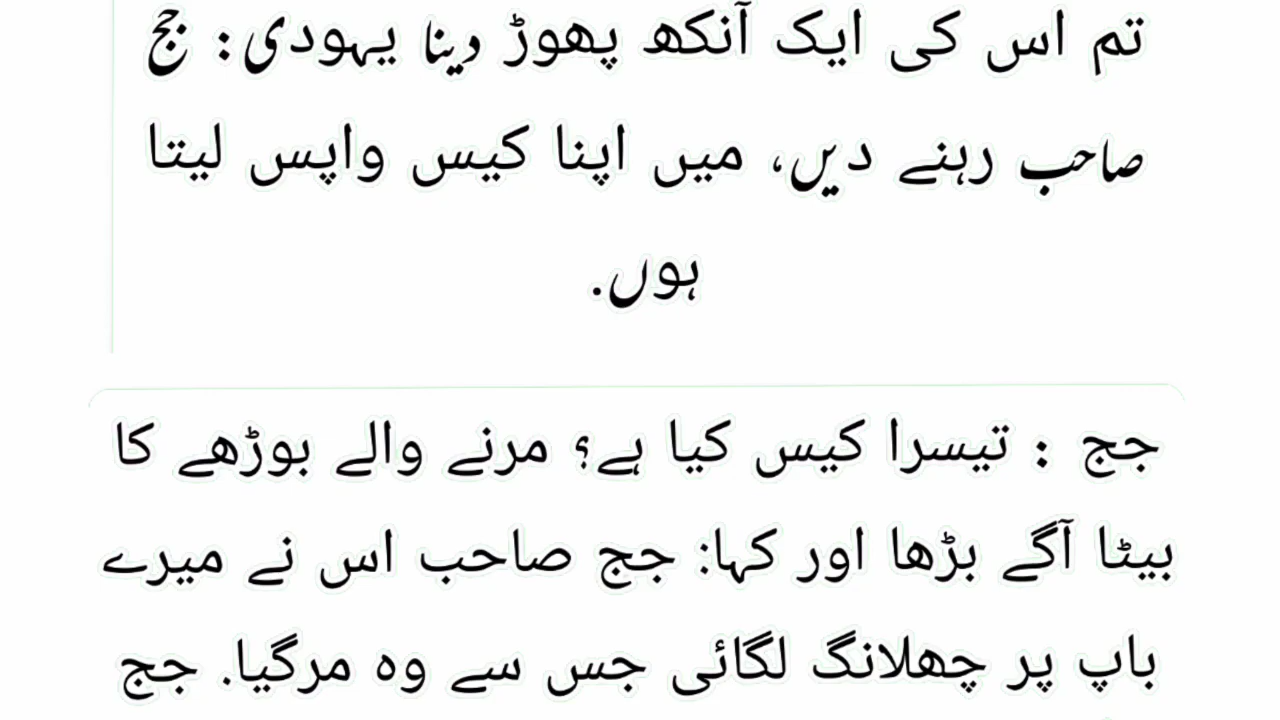 تم اس کی ایک آنکھ پھوڑ دینا یہودی: جج
صاحب رہنے دیں، میں اپنا کیس واپس لیتا
ہوں.
جج : تیسرا کیس کیا ہے؟ مرنے والے بوڑھے کا
بیٹا آگے بڑھا اور کہا: جج صاحب اس نے میرے
باپ پر چھلانگ لگائی جس سے وہ مرگیا. جج